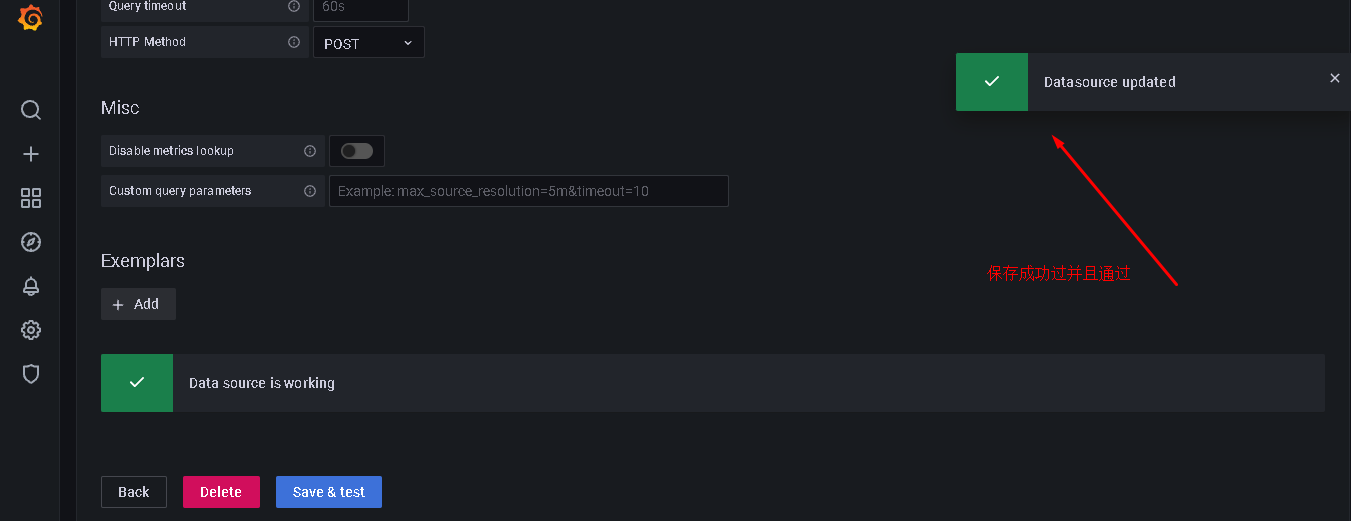 Query timeout
60s
HTTP Method
POST
Datasource updated
Misc
Disable metrics lookup
Custom query parameters
Example: max_source_resolution=5m&timeout=10
保存成功过并且通过
Exemplars
Add
Data source is working
Back
Delete
Save & test